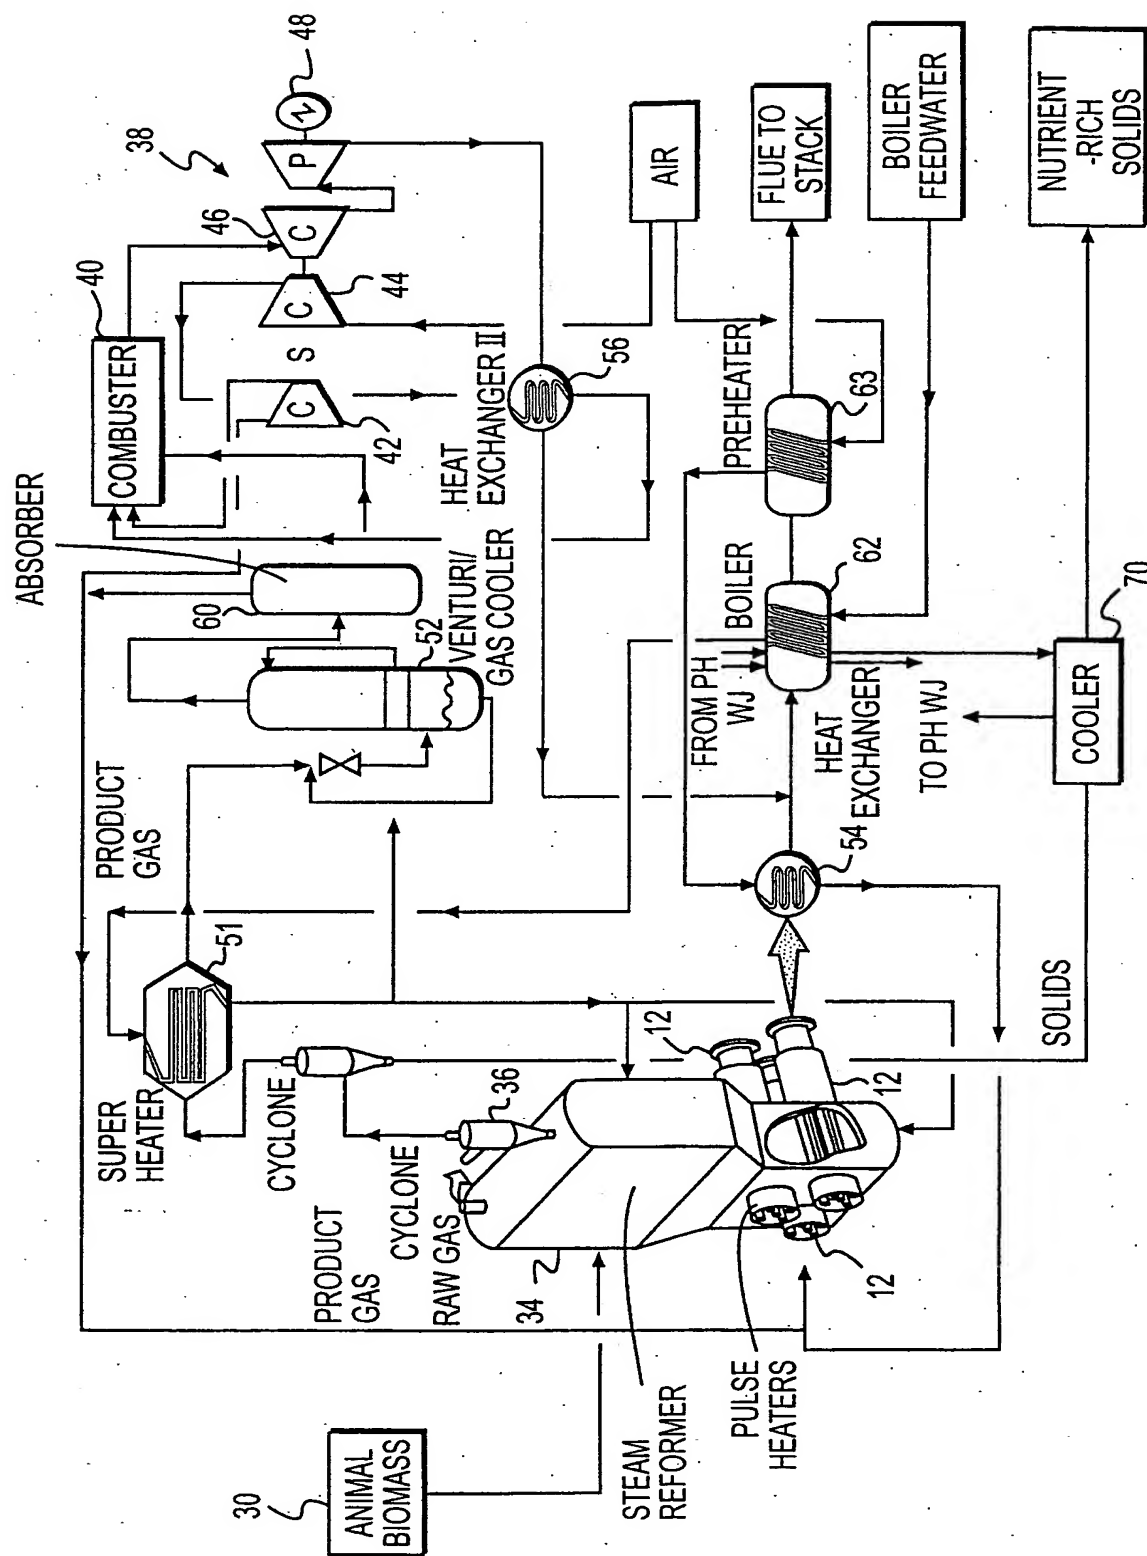 30
ANIMAL
BIOMASS
STEAM
REFORMER
PULSE
HEATERS
12
34
RAW GAS
CYCLONE
36
PRODUCT
GAS
CYCLONE
12
12
SUPER
HEATER
51
PRODUCT
GAS
SOLIDS
54
HEAT
EXCHANGER
TO PH WJ
FROM PH
WJ
BOILER
62
COOLER
70
VENTURI/
GAS COOLER
52
60
ABSORBER
HEAT
EXCHANGER II
56
PREHEATER
63
COMBUSTER
40
C
42
S
C
44
C
46
P
38
48
AIR
FLUE TO
STACK
BOILER
FEEDWATER
NUTRIENT
-RICH
SOLIDS